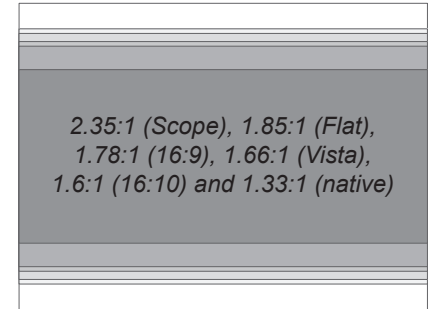 2.35:1 (Scope), 1.85:1 (Flat),
1.78:1 (16:9), 1.66:1 (Vista),
1.6:1 (16:10) and 1.33:1 (native)